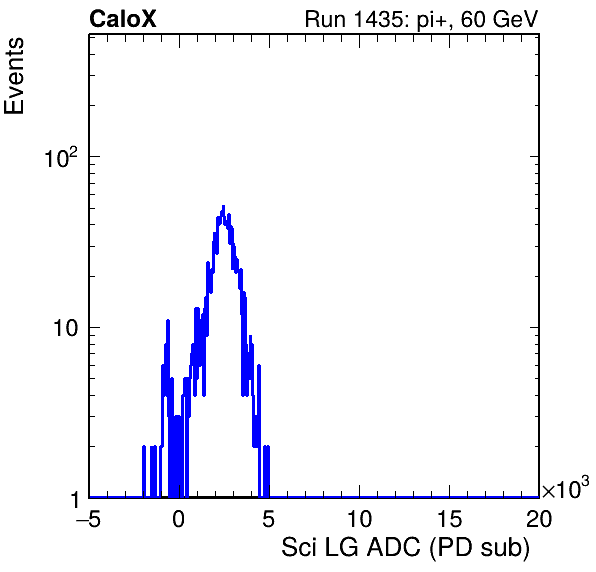 CaloX Run 1435: pi+, 60 GeV
Events
10²
10
1
−5 0 5 10 15 20
×10³
Sci LG ADC (PD sub)